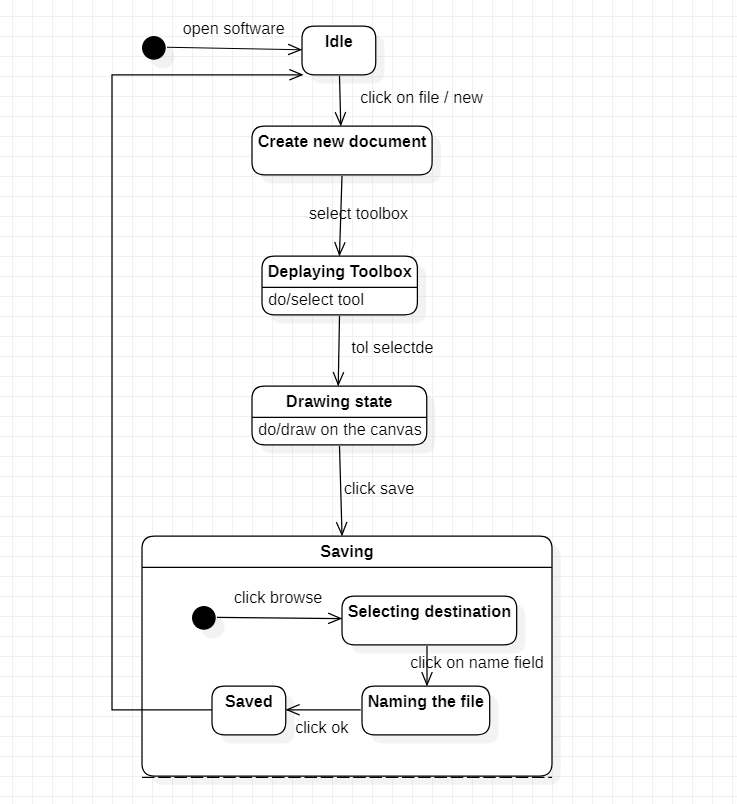 open software
Idle
click on file / new
Create new document
select toolbox
Deplaying Toolbox
do/select tool
tol selectde
Drawing state
do/draw on the canvas
click save
Saving
click browse
Selecting destination
click on name field
Saved
Naming the file
click ok